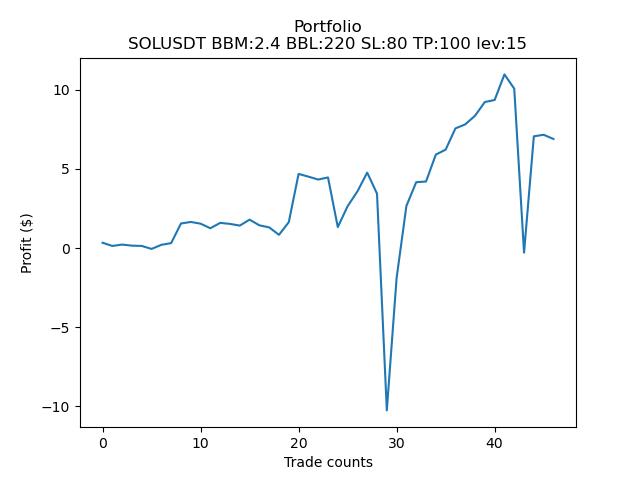 Portfolio
SOLUSDT BBM:2.4 BBL:220 SL:80 TP:100 lev:15
10
5
0
−5
−10
Profit ($)
0 10 20 30 40
Trade counts